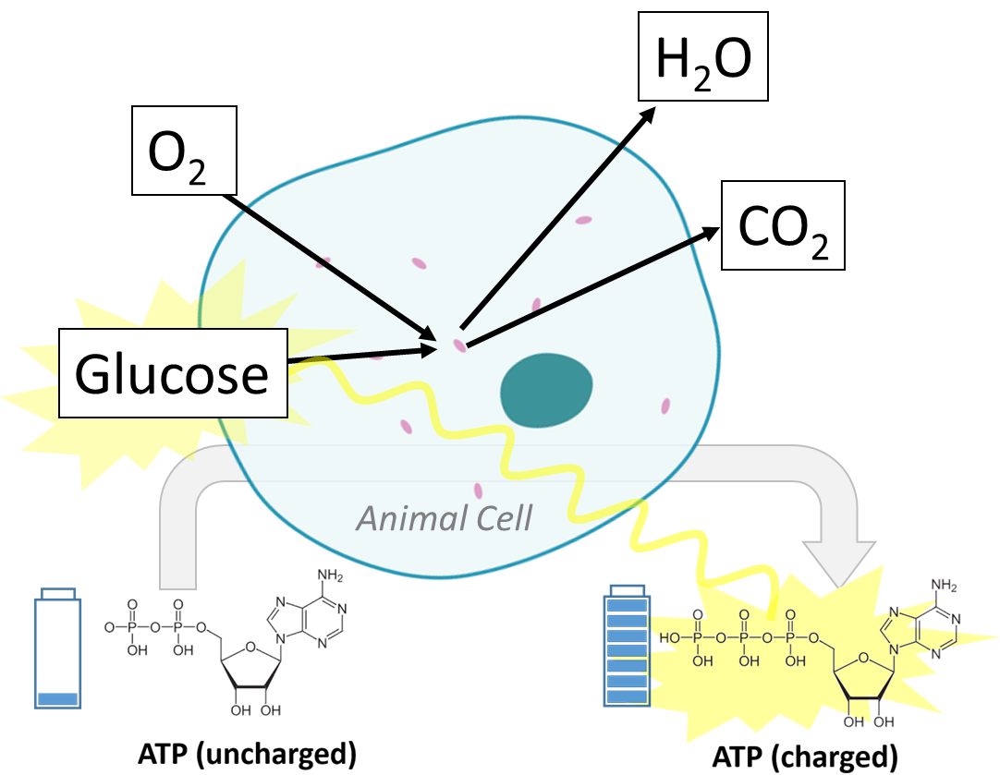 H₂O
O₂
CO₂
Glucose
Animal Cell
NH₂
O O N N
O P O P O N N
OH OH O
OH OH
ATP (uncharged)
NH₂
O O O N N
HO P O P O P O N N
OH OH OH O
OH OH
ATP (charged)